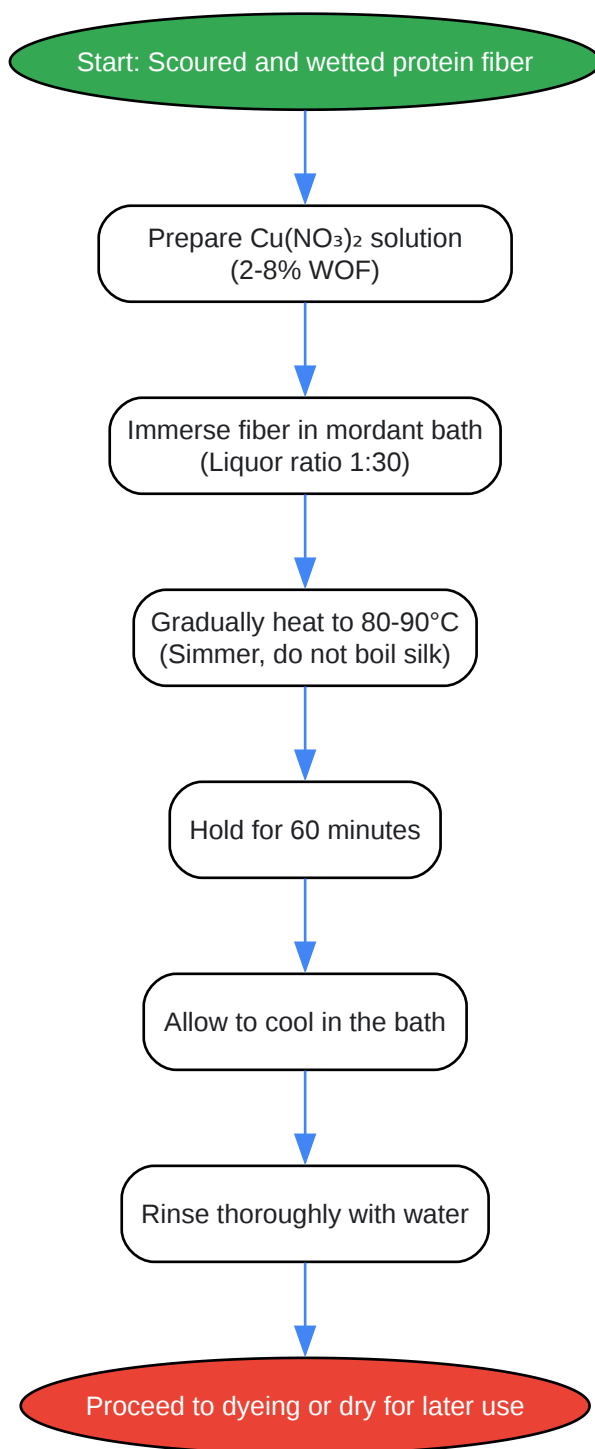 Start: Scoured and wetted protein fiber
Prepare Cu(NO₃)₂ solution
(2-8% WOF)
Immerse fiber in mordant bath
(Liquor ratio 1:30)
Gradually heat to 80-90°C
(Simmer, do not boil silk)
Hold for 60 minutes
Allow to cool in the bath
Rinse thoroughly with water
Proceed to dyeing or dry for later use